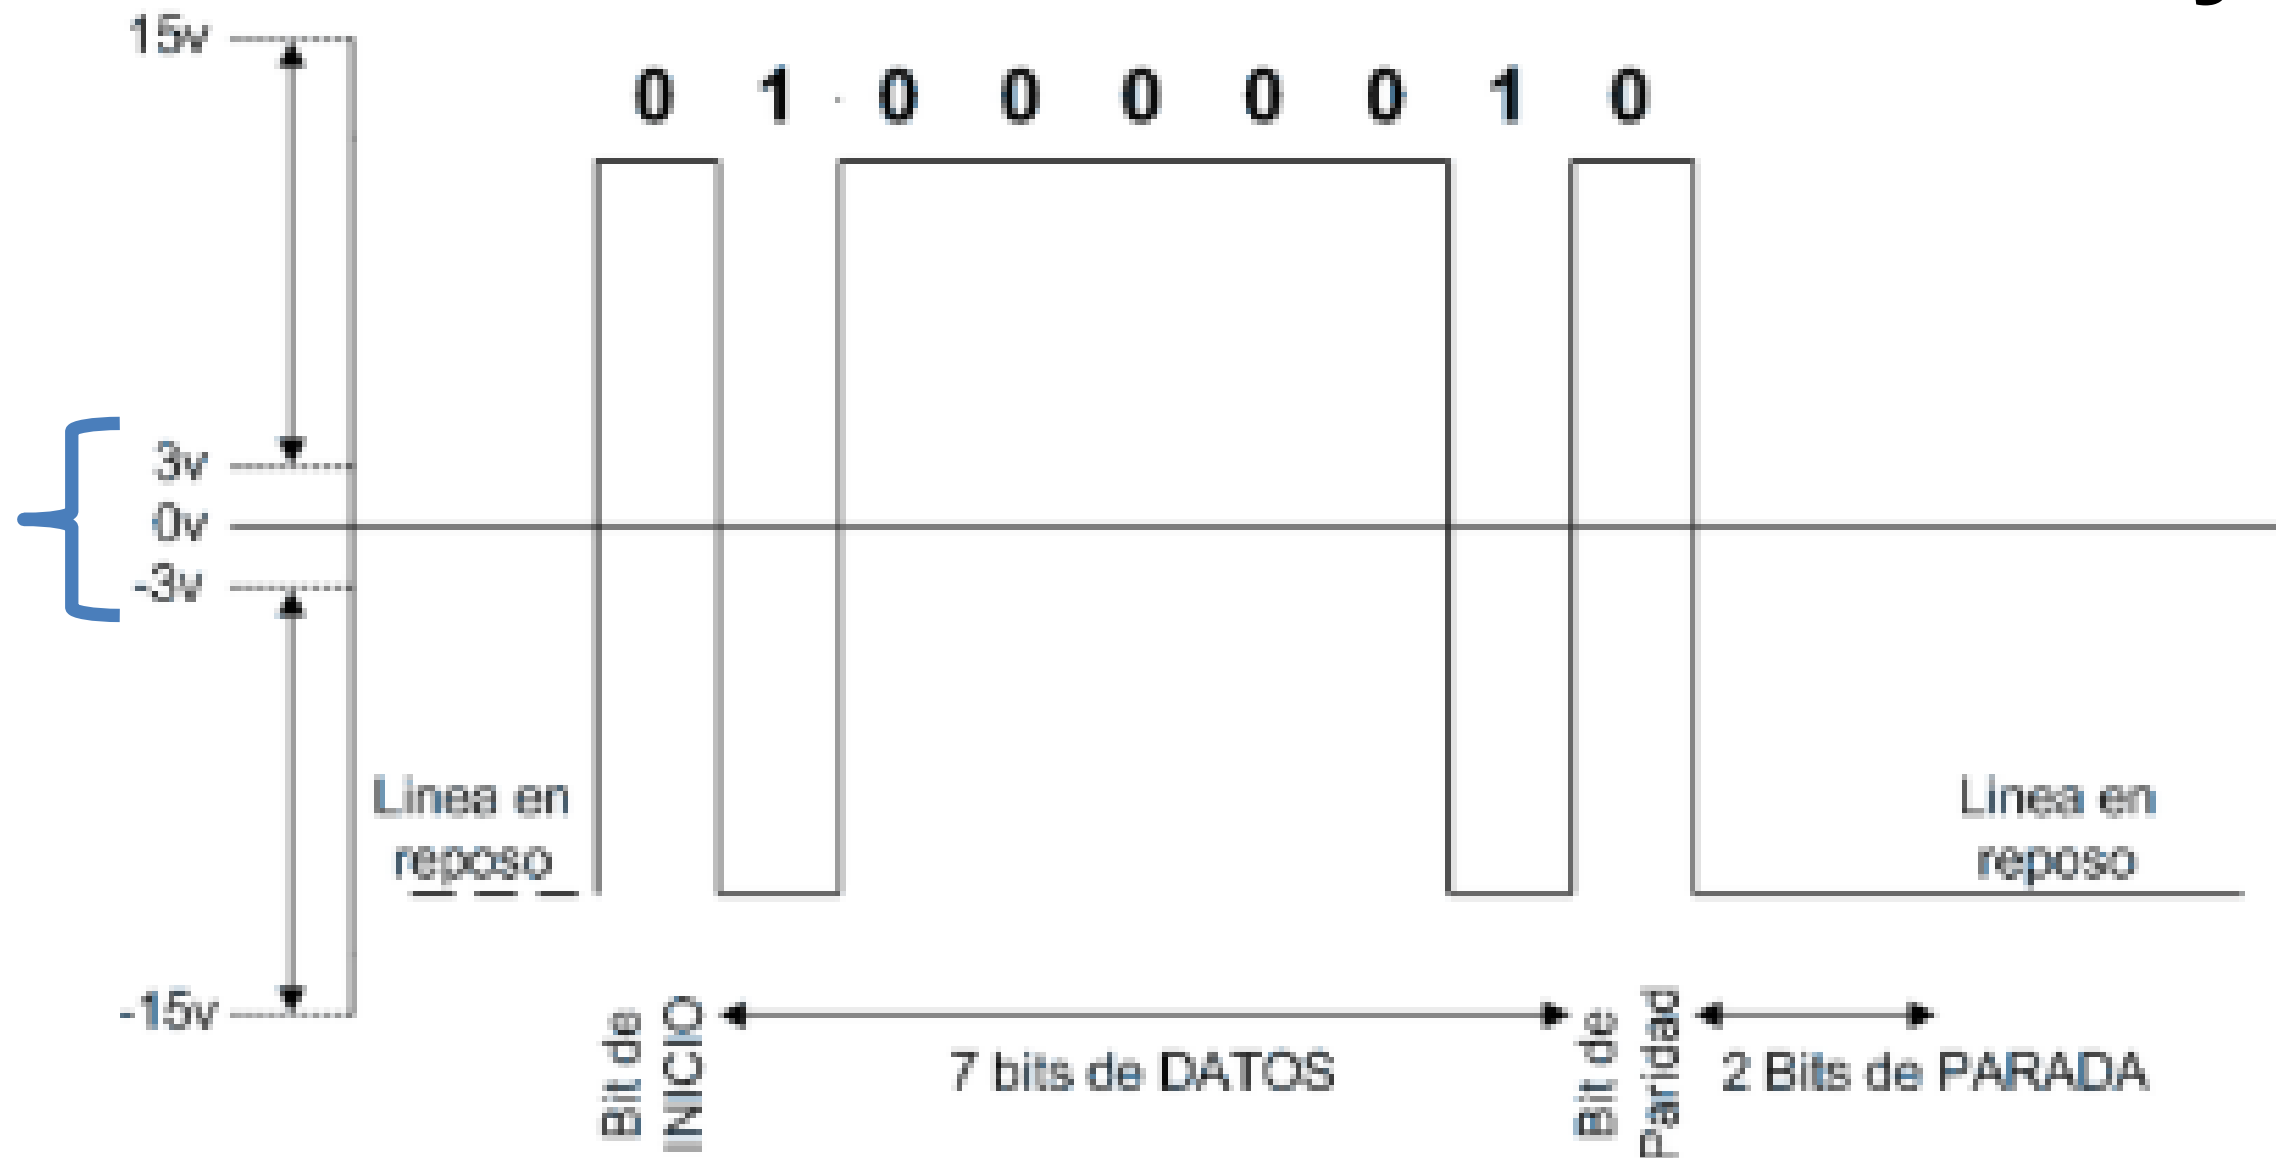 15v
0 1 0 0 0 0 0 1 0
3v
0v
-3v
Linea en
reposo
Linea en
reposo
-15v
Bit de
INICIO
7 bits de DATOS
Bit de
Paridad
2 Bits de PARADA